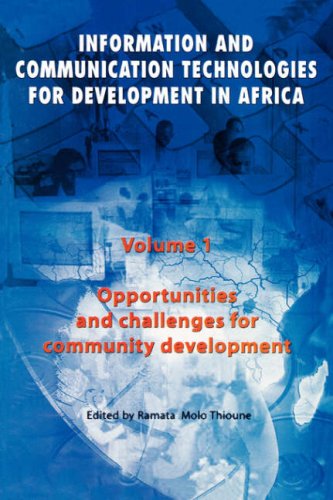 INFORMATION AND
COMMUNICATION TECHNOLOGIES
FOR DEVELOPMENT IN AFRICA
Volume 1
Opportunities
and challenges for
community development
Edited by Ramata Molo Thioune